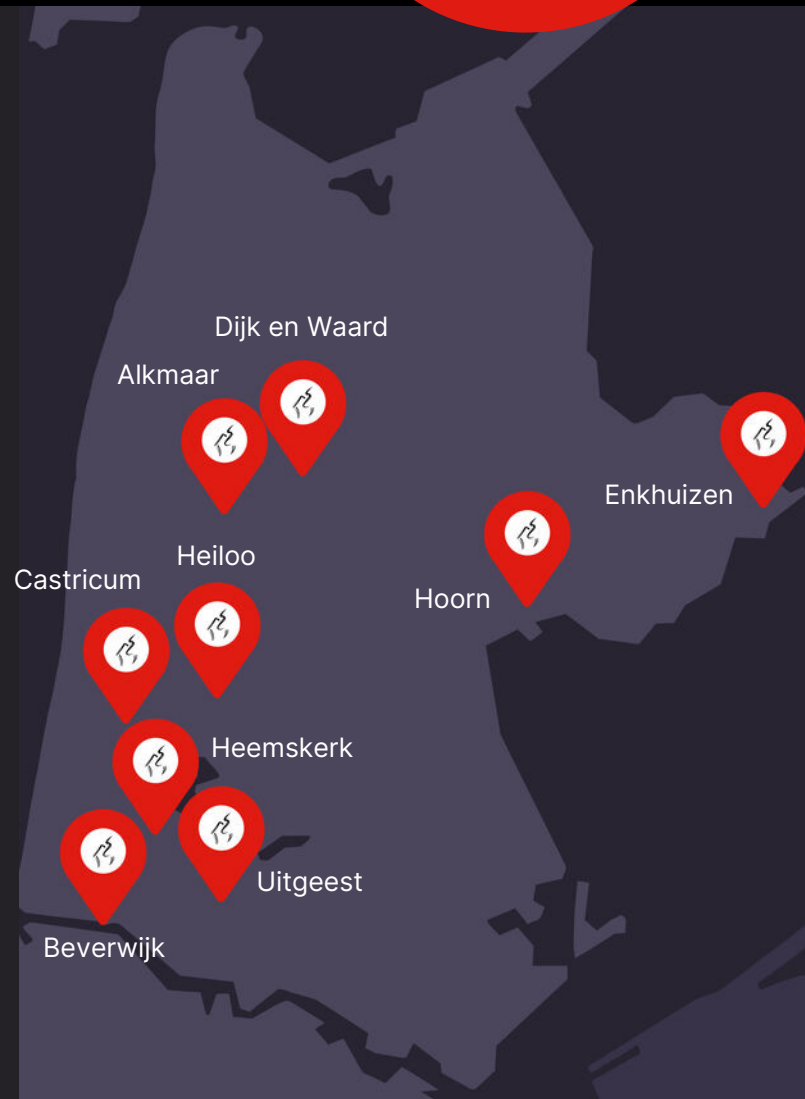 Dijk en Waard
Alkmaar
Enkhuizen
Heiloo
Castricum
Hoorn
Heemskerk
Uitgeest
Beverwijk